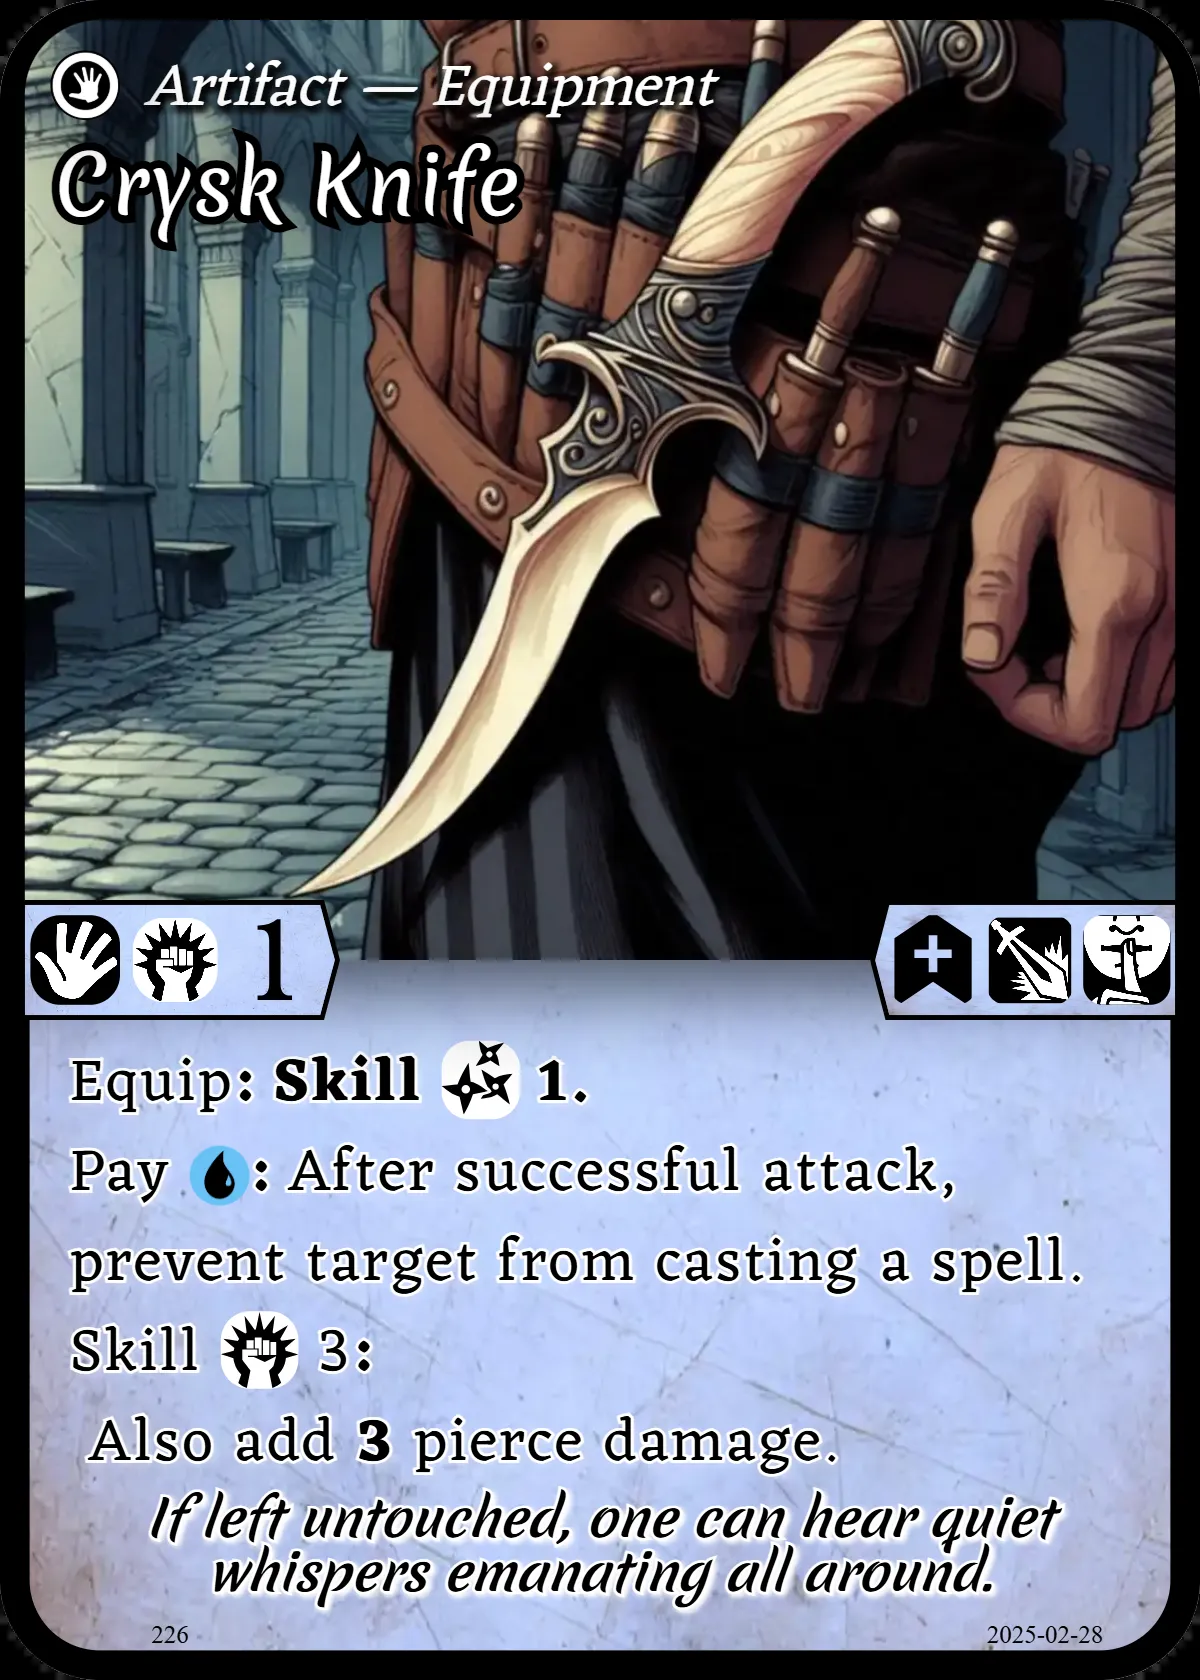 Artifact — Equipment
Crysk Knife
1
+
Equip: Skill 1.
Pay : After successful attack,
prevent target from casting a spell.
Skill 3:
Also add 3 pierce damage.
If left untouched, one can hear quiet
whispers emanating all around.
226
2025-02-28